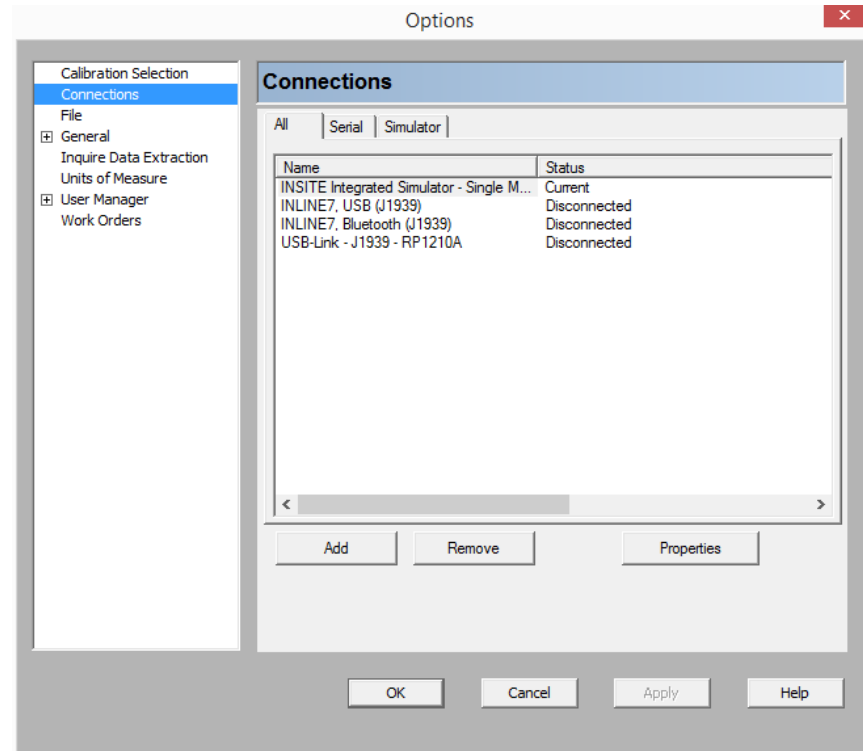 Options
Calibration Selection
Connections
File
General
Inquire Data Extraction
Units of Measure
User Manager
Work Orders
Connections
All Serial Simulator
Name Status
INSITE Integrated Simulator - Single M... Current
INLINE7, USB (J1939) Disconnected
INLINE7, Bluetooth (J1939) Disconnected
USB-Link - J1939 - RP1210A Disconnected
Add Remove Properties
OK Cancel Apply Help